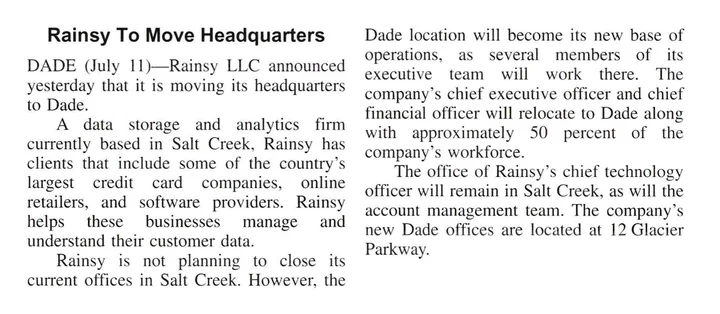 Rainsy To Move Headquarters
DADE (July 11)—Rainsy LLC announced
yesterday that it is moving its headquarters
to Dade.
A data storage and analytics firm
currently based in Salt Creek, Rainsy has
clients that include some of the country's
largest credit card companies, online
retailers, and software providers. Rainsy
helps these businesses manage and
understand their customer data.
Rainsy is not planning to close its
current offices in Salt Creek. However, the
Dade location will become its new base of
operations, as several members of its
executive team will work there. The
company's chief executive officer and chief
financial officer will relocate to Dade along
with approximately 50 percent of the
company's workforce.
The office of Rainsy's chief technology
officer will remain in Salt Creek, as will the
account management team. The company's
new Dade offices are located at 12 Glacier
Parkway.